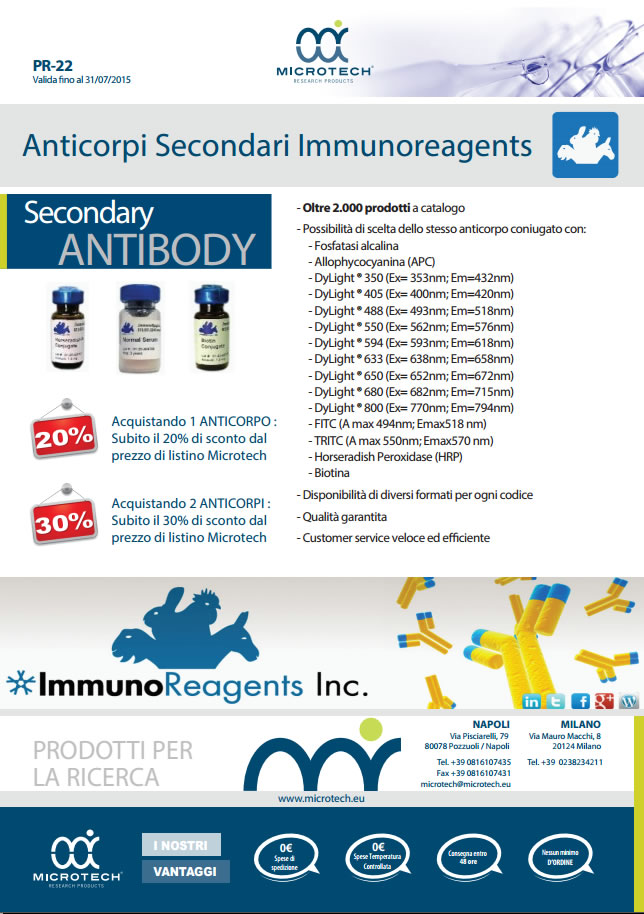 PR-22
Valida fino al 31/07/2015
MICROTECH®
RESEARCH PRODUCTS
Anticorpi Secondari Immunoreagents
Secondary
ANTIBODY
Horseradish
Conjugate
Normal Serum
Biotin
Conjugate
20%
Acquistando 1 ANTICORPO :
Subito il 20% di sconto dal
prezzo di listino Microtech
30%
Acquistando 2 ANTICORPI :
Subito il 30% di sconto dal
prezzo di listino Microtech
- Oltre 2.000 prodotti a catalogo
- Possibilità di scelta dello stesso anticorpo coniugato con:
- Fosfatasi alcalina
- Allophycocyanina (APC)
- DyLight ® 350 (Ex= 353nm; Em=432nm)
- DyLight ® 405 (Ex= 400nm; Em=420nm)
- DyLight ® 488 (Ex= 493nm; Em=518nm)
- DyLight ® 550 (Ex= 562nm; Em=576nm)
- DyLight ® 594 (Ex= 593nm; Em=618nm)
- DyLight ® 633 (Ex= 638nm; Em=658nm)
- DyLight ® 650 (Ex= 652nm; Em=672nm)
- DyLight ® 680 (Ex= 682nm; Em=715nm)
- DyLight ® 800 (Ex= 770nm; Em=794nm)
- FITC (A max 494nm; Emax518 nm)
- TRITC (A max 550nm; Emax570 nm)
- Horseradish Peroxidase (HRP)
- Biotina
- Disponibilità di diversi formati per ogni codice
- Qualità garantita
- Customer service veloce ed efficiente
ImmunoReagents Inc.
PRODOTTI PER
LA RICERCA
www.microtech.eu
NAPOLI
Via Pisciarelli, 79
80078 Pozzuoli / Napoli
Tel. +39 0816107435
Fax +39 0816107431
microtech@microtech.eu
MILANO
Via Mauro Macchi, 8
20124 Milano
Tel. +39 0238234211
MICROTECH®
RESEARCH PRODUCTS
I NOSTRI
VANTAGGI
0€
Spese di
spedizione
0€
Spese Temperatura
Controllata
Consegna entro
48 ore
Nessun minimo
D'ORDINE